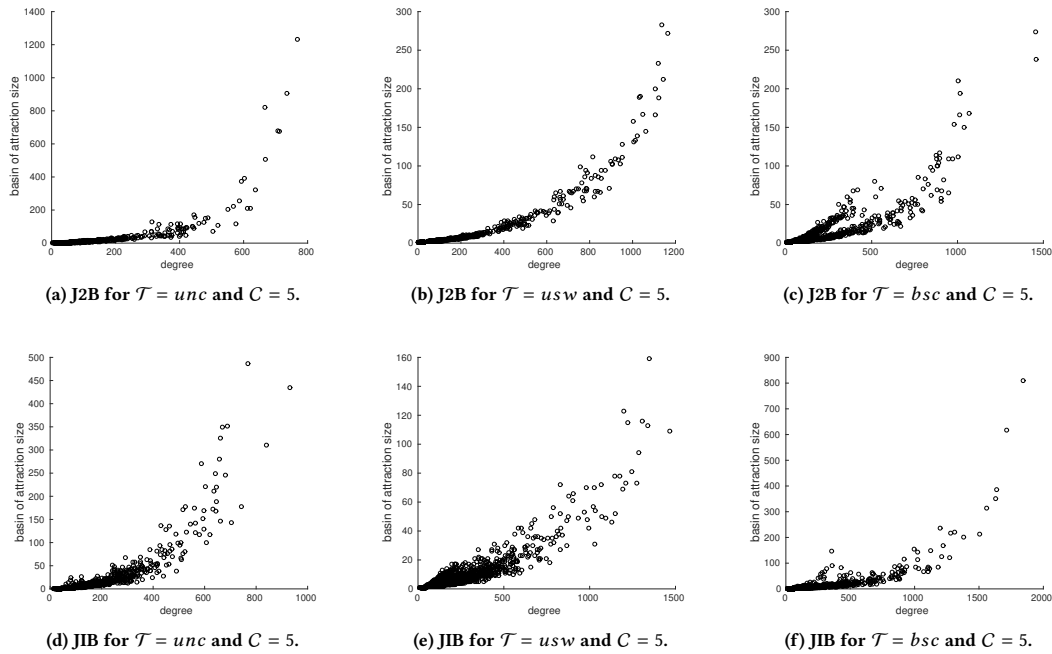 basin of attraction size
1400
1200
1000
800
600
400
200
0
0 200 400 600 800
degree
(a) J2B for 𝒯 = unc and C = 5.
basin of attraction size
300
250
200
150
100
50
0
0 200 400 600 800 1000 1200
degree
(b) J2B for 𝒯 = usw and C = 5.
basin of attraction size
300
250
200
150
100
50
0
0 500 1000 1500
degree
(c) J2B for 𝒯 = bsc and C = 5.
basin of attraction size
500
450
400
350
300
250
200
150
100
50
0
0 200 400 600 800 1000
degree
(d) JIB for 𝒯 = unc and C = 5.
basin of attraction size
160
140
120
100
80
60
40
20
0
0 500 1000 1500
degree
(e) JIB for 𝒯 = usw and C = 5.
basin of attraction size
900
800
700
600
500
400
300
200
100
0
0 500 1000 1500 2000
degree
(f) JIB for 𝒯 = bsc and C = 5.